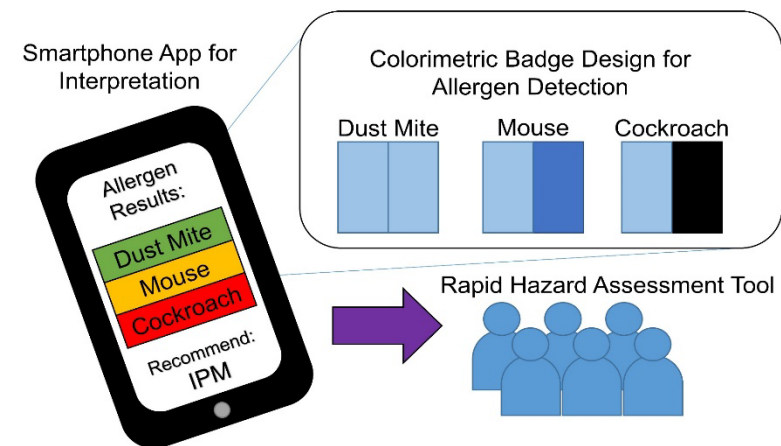 Smartphone App for
Interpretation
Allergen
Results:
Dust Mite
Mouse
Cockroach
Recommend:
IPM
Colorimetric Badge Design for
Allergen Detection
Dust Mite
Mouse
Cockroach
Rapid Hazard Assessment Tool